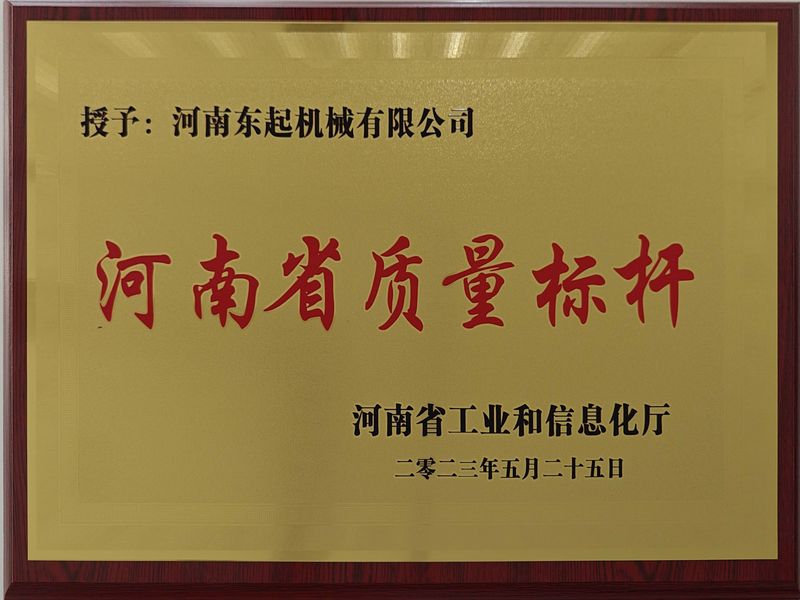 授予：河南东起机械有限公司
河南省质量标杆
河南省工业和信息化厅
二零二三年五月二十五日